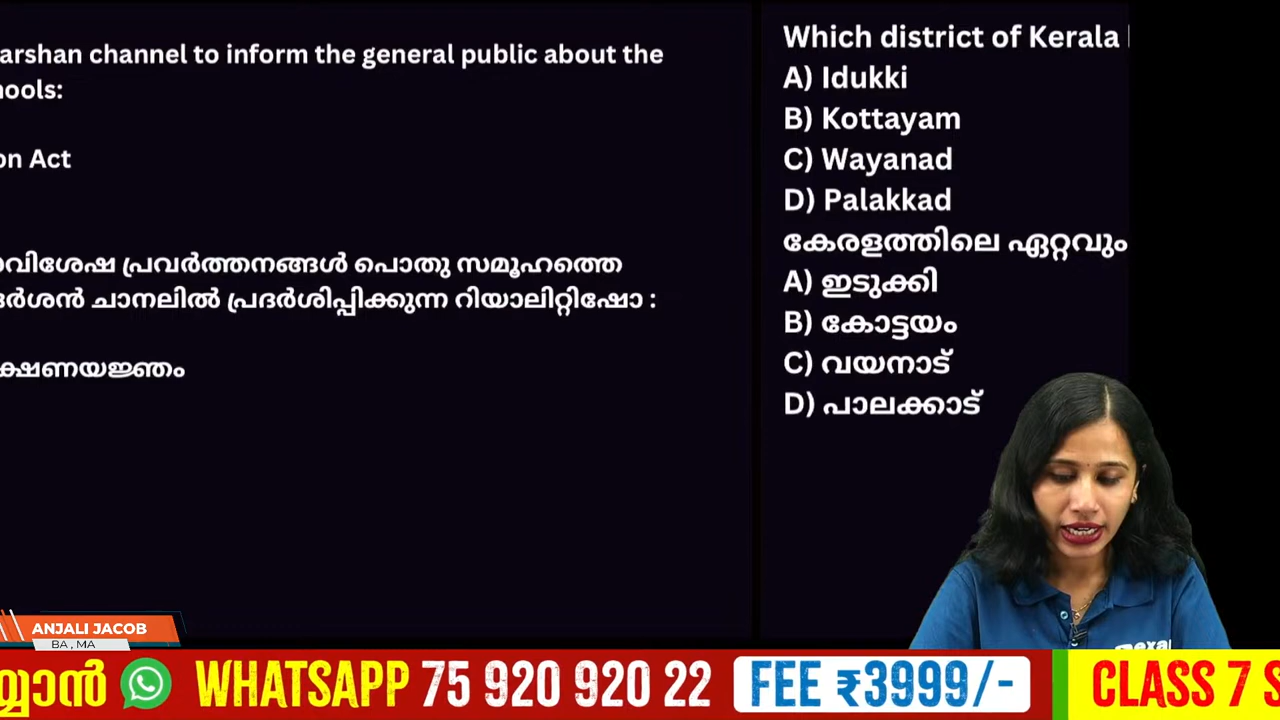 arshan channel to inform the general public about the
ools:
on Act
വിശേഷ പ്രവർത്തനങ്ങൾ പൊതു സമൂഹത്തെ
ദർശൻ ചാനലിൽ പ്രദർശിപ്പിക്കുന്ന റിയാലിറ്റിഷോ :
ക്ഷണയജ്ഞം
Which district of Kerala
A) Idukki
B) Kottayam
C) Wayanad
D) Palakkad
കേരളത്തിലെ ഏറ്റവും
A) ഇടുക്കി
B) കോട്ടയം
C) വയനാട്
D) പാലക്കാട്
ANJALI JACOB
BA , MA
WHATSAPP 75 920 920 22 FEE ₹3999/- CLASS 7 S